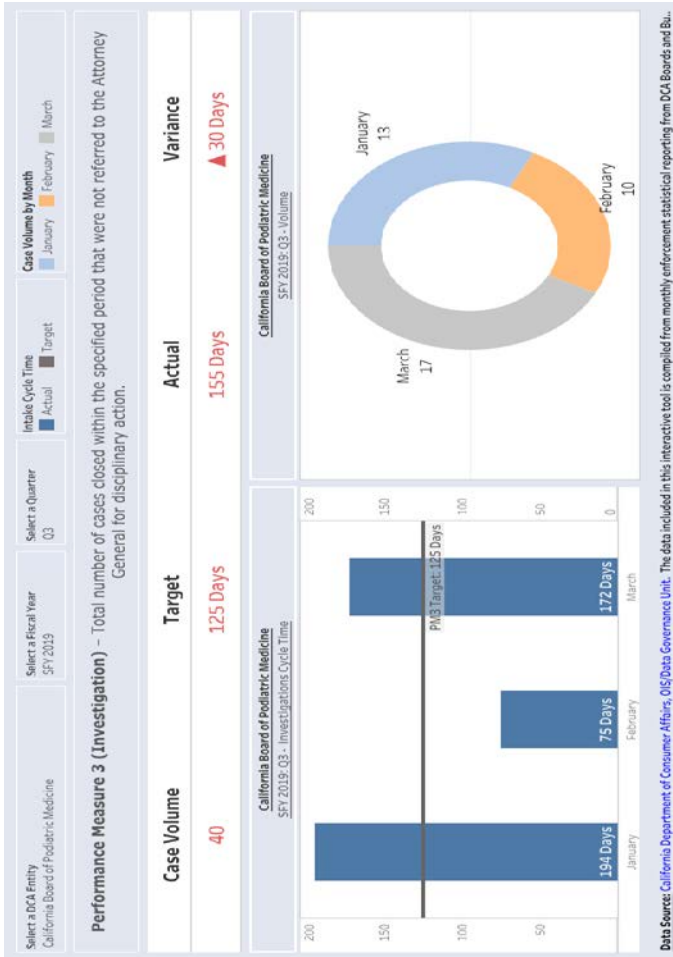 Select a DCA Entity
California Board of Podiatric Medicine
Select a Fiscal Year
SFY 2019
Select a Quarter
Q3
Intake Cycle Time
Actual Target
Case Volume by Month
January February March
Performance Measure 3 (Investigation) – Total number of cases closed within the specified period that were not referred to the Attorney
General for disciplinary action.
Case Volume Target Actual Variance
40 125 Days 155 Days ▲ 30 Days
California Board of Podiatric Medicine
SFY 2019: Q3 - Investigations Cycle Time
200 200
150 150
100 100
50 50
0 0
PM3 Target: 125 Days
194 Days 75 Days 172 Days
January February March
California Board of Podiatric Medicine
SFY 2019: Q3 - Volume
January
13
March
17
February
10
Data Source: California Department of Consumer Affairs, OIS/Data Governance Unit. The data included in this interactive tool is compiled from monthly enforcement statistical reporting from DCA Boards and Bu..